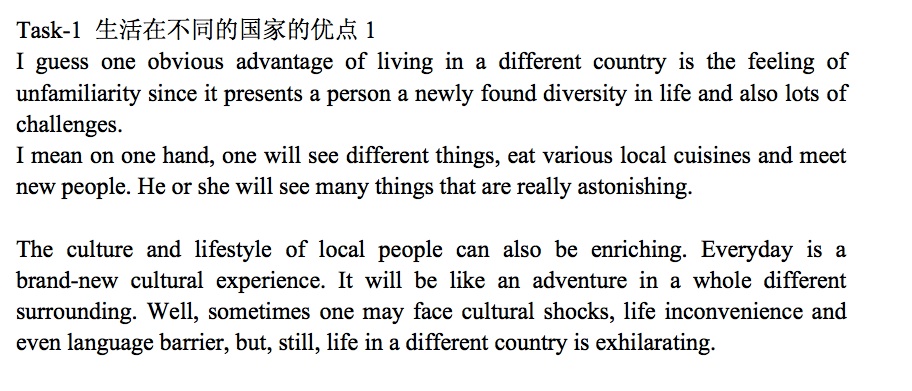 Task-1 生活在不同的国家的优点 1
I guess one obvious advantage of living in a different country is the feeling of
unfamiliarity since it presents a person a newly found diversity in life and also lots of
challenges.
I mean on one hand, one will see different things, eat various local cuisines and meet
new people. He or she will see many things that are really astonishing.
The culture and lifestyle of local people can also be enriching. Everyday is a
brand-new cultural experience. It will be like an adventure in a whole different
surrounding. Well, sometimes one may face cultural shocks, life inconvenience and
even language barrier, but, still, life in a different country is exhilarating.